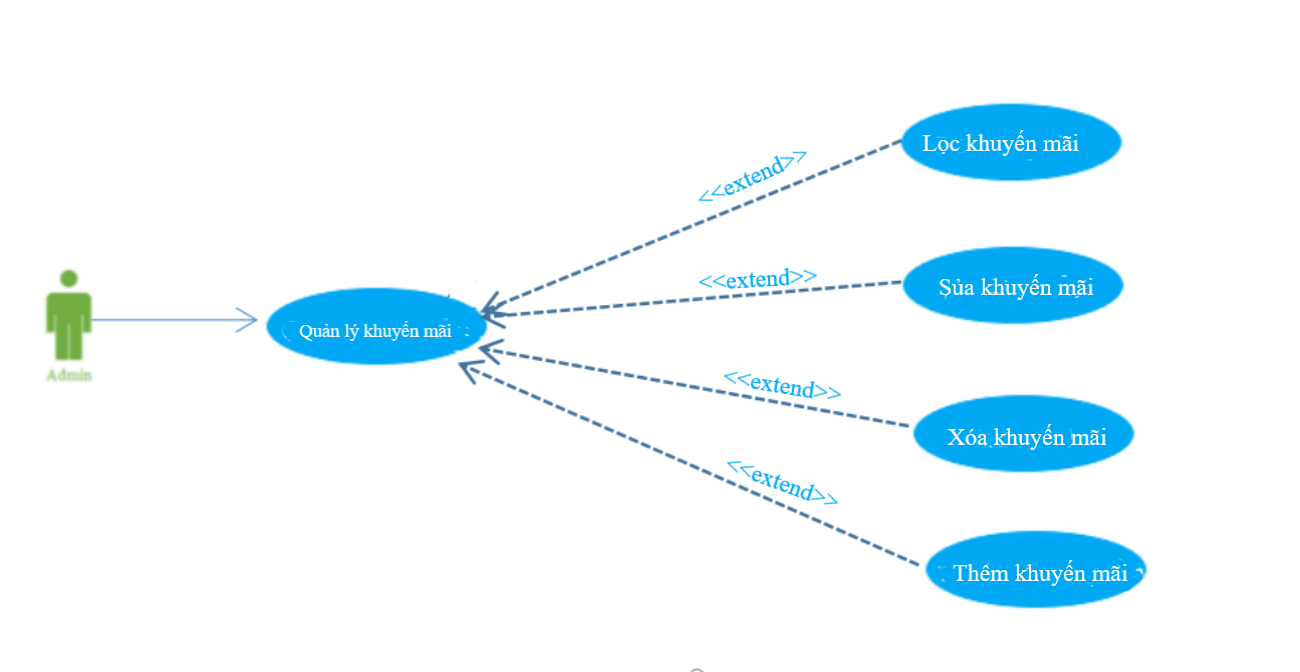 Lọc khuyến mãi
<<extend>>
<<extend>>
Sủa khuyến mãi
Quản lý khuyến mãi
Admin
<<extend>>
Xóa khuyến mãi
<<extend>>
Thêm khuyến mãi